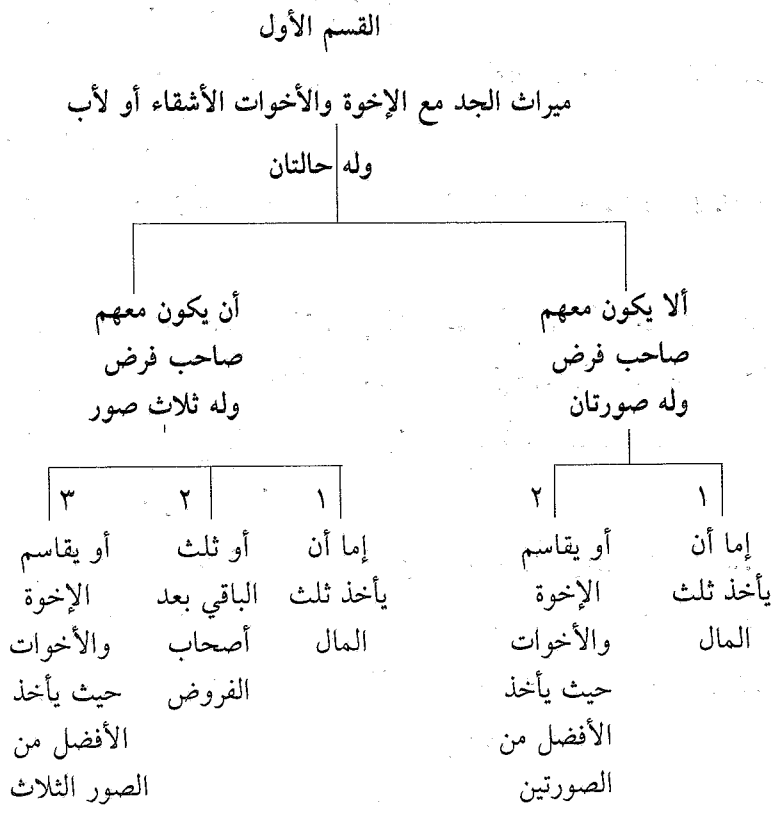 القسم الأول
ميراث الجد مع الإخوة والأخوات الأشقاء أو لأب
وله حالتان
ألا يكون معهم
صاحب فرض
وله صورتان
١
إما أن
يأخذ ثلث
المال
٢
أو يقاسم
الإخوة
والأخوات
حيث يأخذ
الأفضل من
الصورتين
أن يكون معهم
صاحب فرض
وله ثلاث صور
١
إما أن
يأخذ ثلث
المال
٢
أو ثلث
الباقي بعد
أصحاب
الفروض
٣
أو يقاسم
الإخوة
والأخوات
حيث يأخذ
الأفضل من
الصور الثلاث